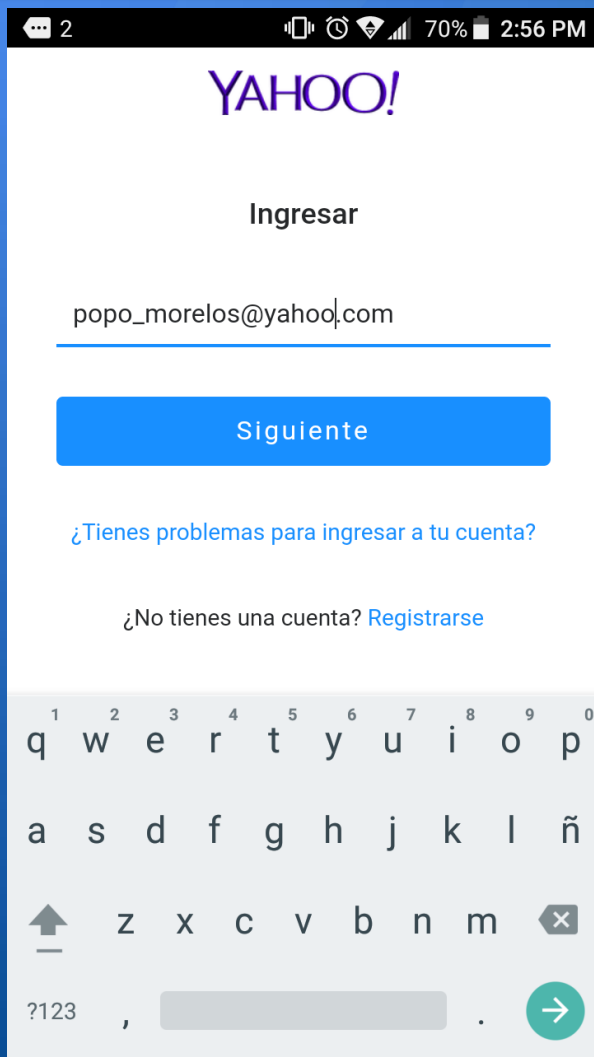 2 70% 2:56 PM
YAHOO!
Ingresar
popo_morelos@yahoo.com
Siguiente
¿Tienes problemas para ingresar a tu cuenta?
¿No tienes una cuenta? Registrarse
1 2 3 4 5 6 7 8 9 0
q w e r t y u i o p
a s d f g h j k l ñ
z x c v b n m
?123 , .